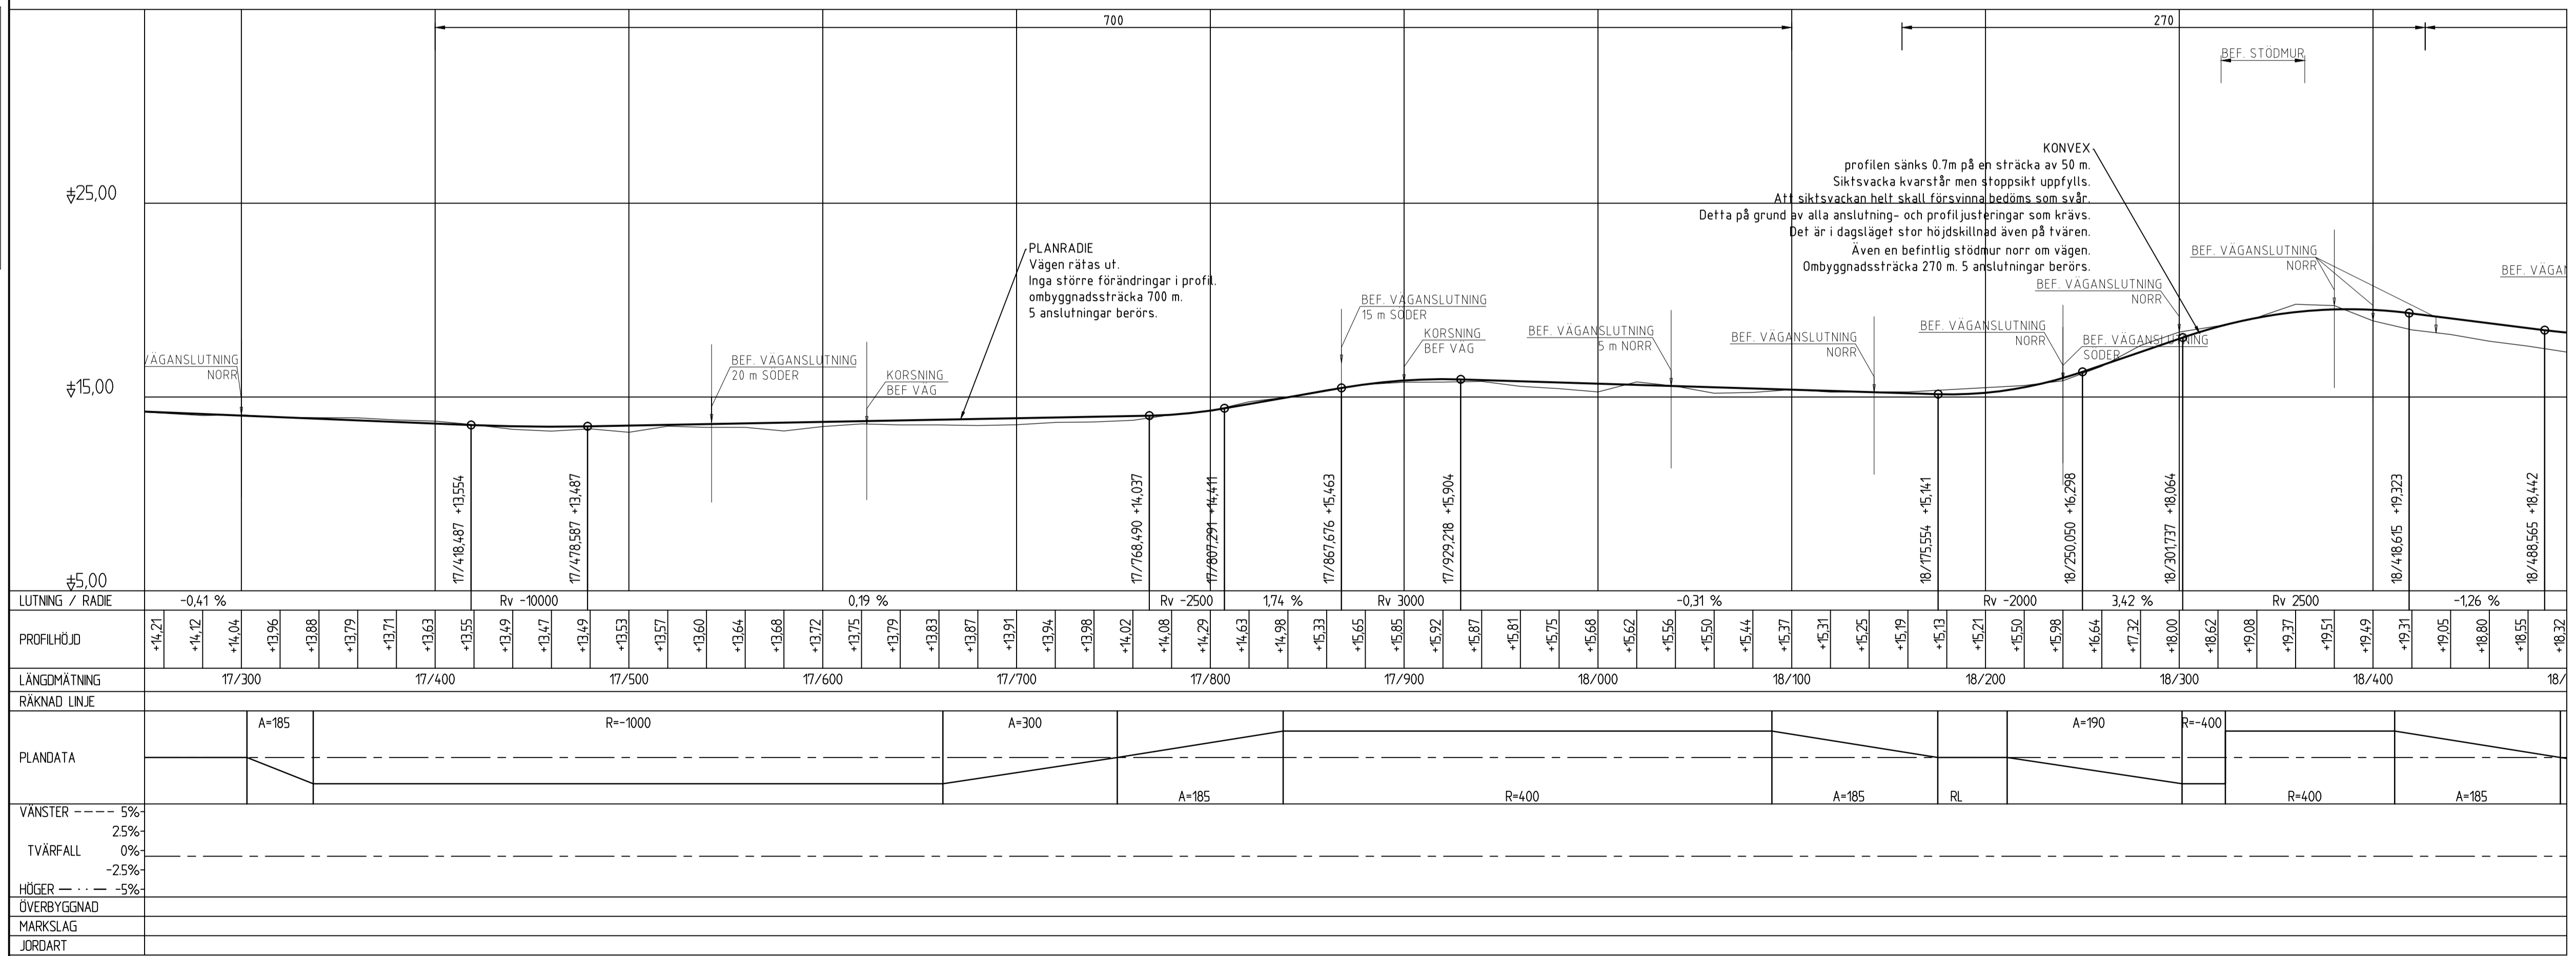 700
270
BEF. STÖDMUR
KONVEX
profilen sänks 0.7m på en sträcka av 50 m.
Siktsvacka kvarstår men stoppsikt uppfylls.
Att siktsvackan helt skall försvinna bedöms som svår.
Detta på grund av alla anslutning- och profiljusteringar som krävs.
Det är i dagsläget stor höjdskillnad även på tvären.
Även en befintlig stödmur norr om vägen.
Ombyggnadssträcka 270 m. 5 anslutningar berörs.
±25,00
PLANRADIE
Vägen rätas ut.
Inga större förändringar i profil.
ombyggnadssträcka 700 m.
5 anslutningar berörs.
BEF. VÄGANSLUTNING
NORR
BEF. VÄGAN
BEF. VÄGANSLUTNING
NORR
BEF. VÄGANSLUTNING
15 m SÖDER
KORSNING
BEF VÄG
BEF. VÄGANSLUTNING
5 m NORR
BEF. VÄGANSLUTNING
NORR
BEF. VÄGANSLUTNING
NORR
BEF. VÄGANSLUTNING
SÖDER
VÄGANSLUTNING
NORR
BEF. VÄGANSLUTNING
20 m SÖDER
KORSNING
BEF VÄG
±15,00
±5,00
17/418,487 +13,554
17/478,587 +13,487
17/768,490 +14,037
17/807,291 +14,411
17/867,676 +15,463
17/929,218 +15,904
18/175,554 +15,141
18/250,050 +16,298
18/301,737 +18,064
18/418,615 +19,323
18/488,565 +18,442
LUTNING / RADIE -0,41 % Rv -10000 0,19 % Rv -2500 1,74 % Rv 3000 -0,31 % Rv -2000 3,42 % Rv 2500 -1,26 %
PROFILHÖJD +14,21 +14,12 +14,04 +13,96 +13,88 +13,79 +13,71 +13,63 +13,55 +13,49 +13,47 +13,49 +13,53 +13,57 +13,60 +13,64 +13,68 +13,72 +13,75 +13,79 +13,83 +13,87 +13,91 +13,94 +13,98 +14,02 +14,08 +14,29 +14,63 +14,98 +15,33 +15,65 +15,85 +15,92 +15,87 +15,81 +15,75 +15,68 +15,62 +15,56 +15,50 +15,44 +15,37 +15,31 +15,25 +15,19 +15,13 +15,21 +15,50 +15,98 +16,64 +17,32 +18,00 +18,62 +19,08 +19,37 +19,51 +19,49 +19,31 +19,05 +18,80 +18,55 +18,32
LÄNGDMÄTNING 17/300 17/400 17/500 17/600 17/700 17/800 17/900 18/000 18/100 18/200 18/300 18/400 18/
RÄKNAD LINJE
A=185 R=-1000 A=300 A=190 R=-400
PLANDATA
A=185 R=400 A=185 RL R=400 A=185
VÄNSTER 5%
2.5%
TVÄRFALL 0%
-2.5%
HÖGER -5%
ÖVERBYGGNAD
MARKSLAG
JORDART